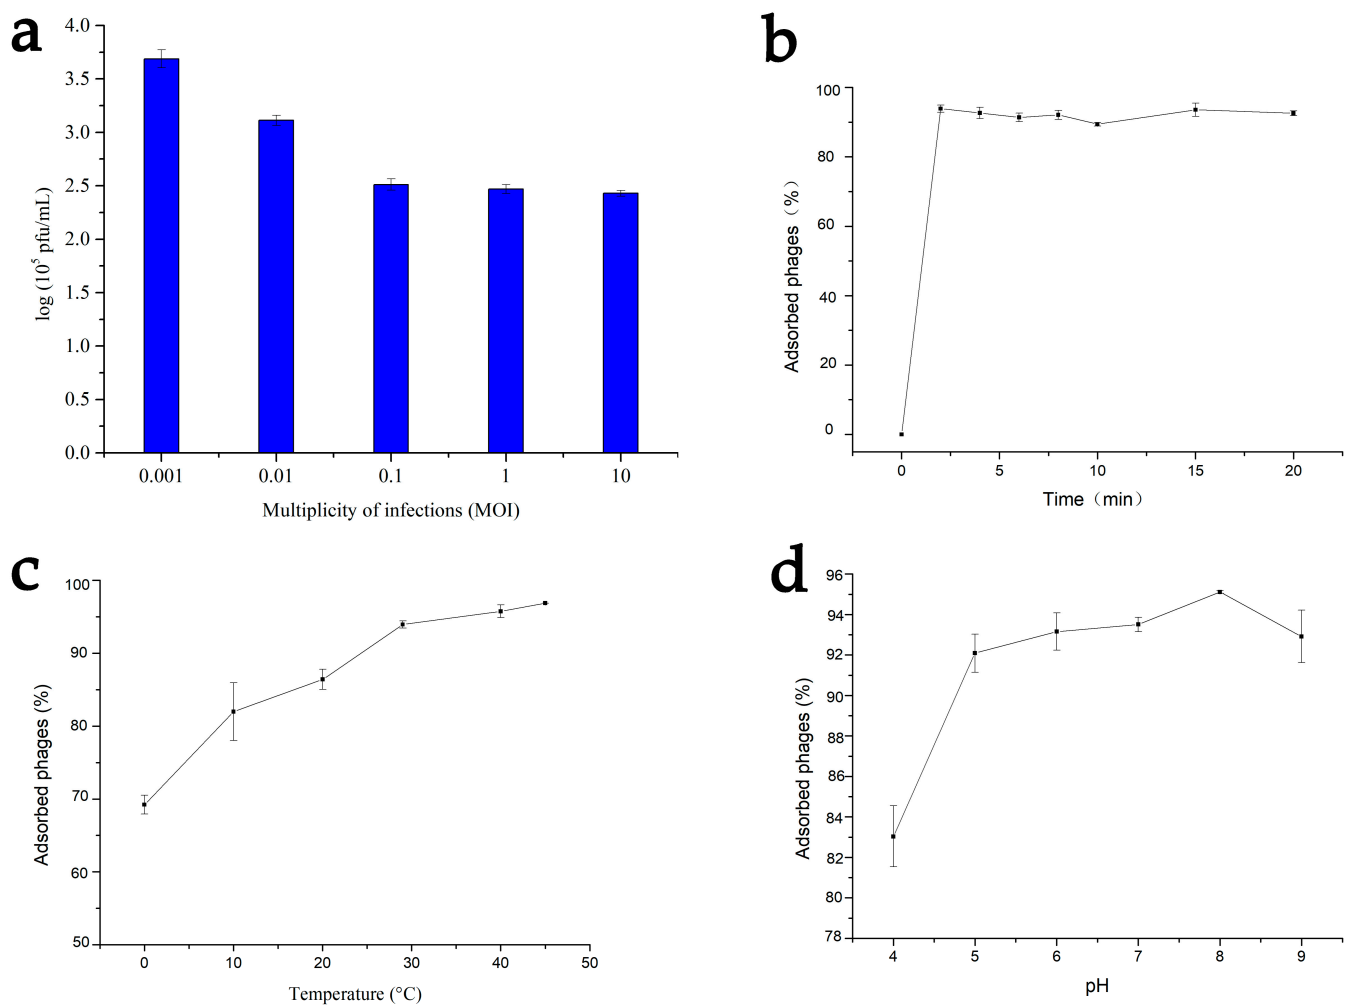 a
4.0
3.5
3.0
2.5
2.0
1.5
1.0
0.5
0.0
log (10⁵ pfu/mL)
0.001 0.01 0.1 1 10
Multiplicity of infections (MOI)
b
100
80
60
40
20
0
Adsorbed phages（%）
0 5 10 15 20
Time（min）
c
100
90
80
70
60
50
Adsorbed phages (%)
0 10 20 30 40 50
Temperature (°C)
d
96
94
92
90
88
86
84
82
80
78
Adsorbed phages (%)
4 5 6 7 8 9
pH